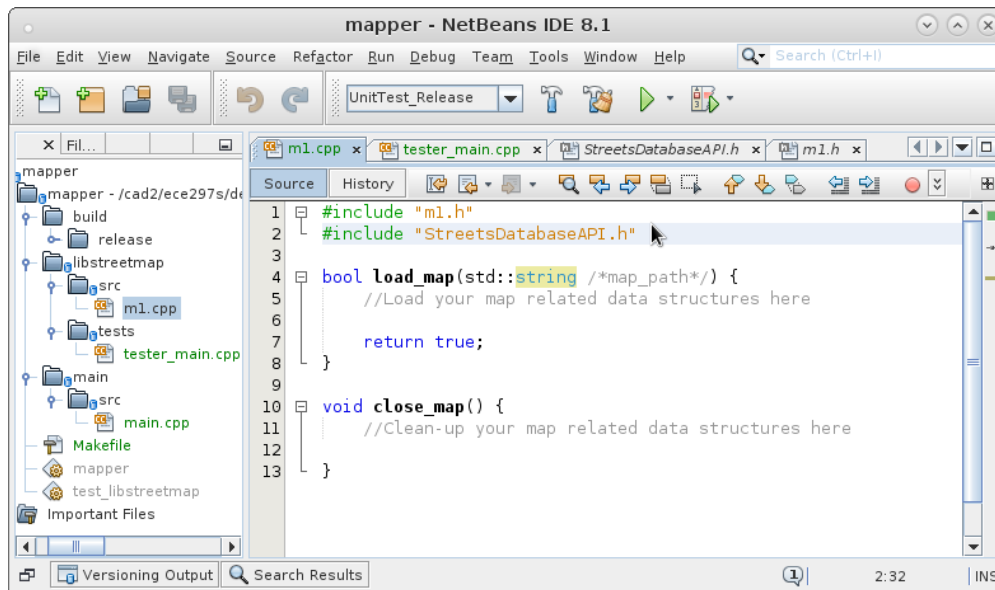 mapper - NetBeans IDE 8.1
File Edit View Navigate Source Refactor Run Debug Team Tools Window Help Search (Ctrl+I)
UnitTest_Release
Fil...
m1.cpp tester_main.cpp StreetsDatabaseAPI.h m1.h
Source History
mapper
mapper - /cad2/ece297s/de
build
release
libstreetmap
src
m1.cpp
tests
tester_main.cpp
main
src
main.cpp
Makefile
mapper
test_libstreetmap
Important Files
1 #include "m1.h"
2 #include "StreetsDatabaseAPI.h"
3
4 bool load_map(std::string /*map_path*/) {
5 //Load your map related data structures here
6
7 return true;
8 }
9
10 void close_map() {
11 //Clean-up your map related data structures here
12
13 }
Versioning Output Search Results 1 2:32 INS